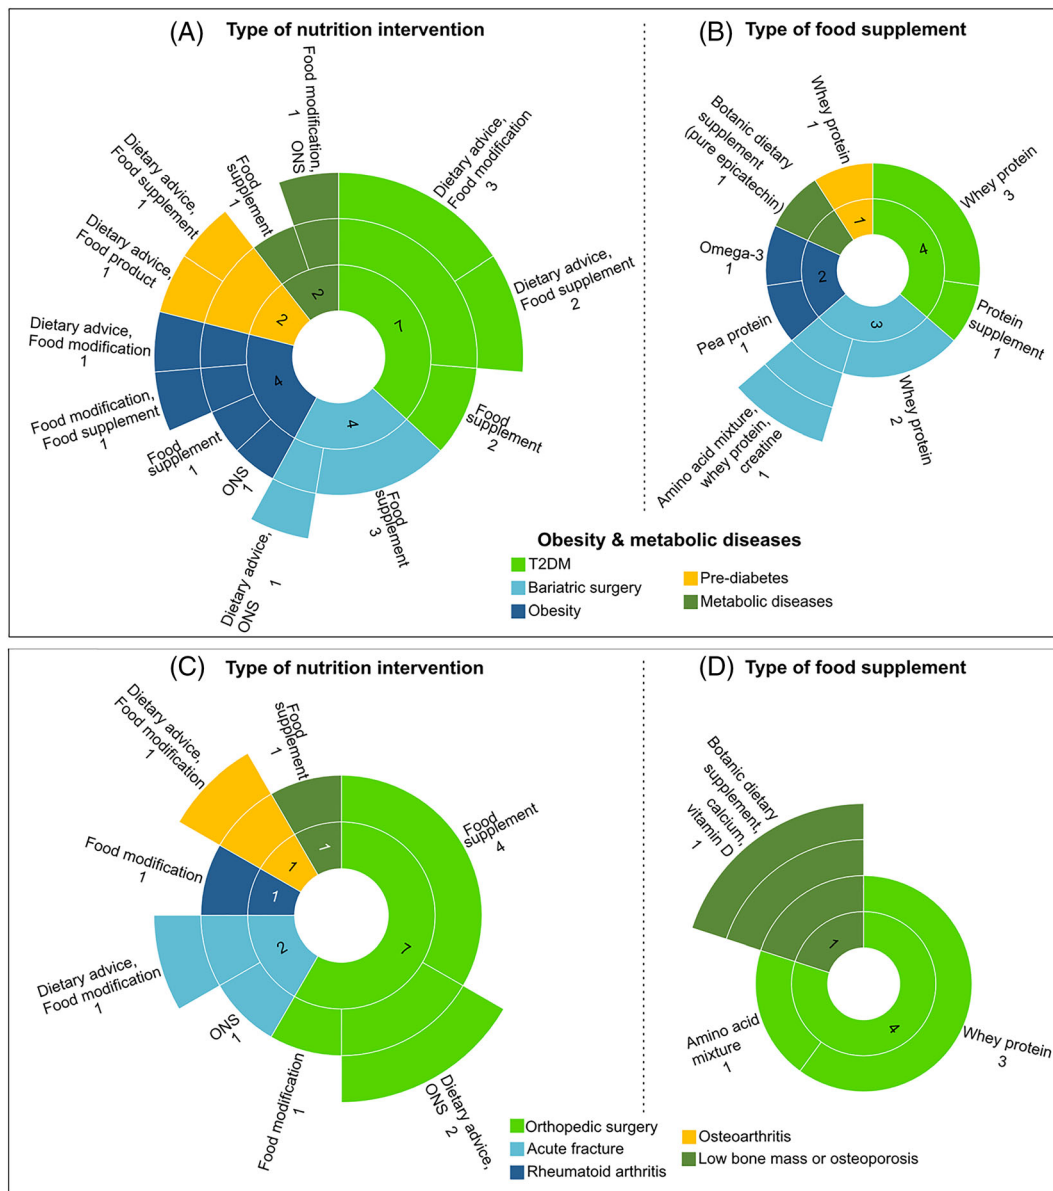 (A)
Type of nutrition intervention
Food modification,
ONS
1
Dietary advice,
Food modification
3
Dietary advice,
Food supplement
2
Food
supplement
2
Food
supplement
3
Dietary advice,
ONS
1
ONS
1
Food
supplement
1
Food modification,
Food supplement
1
Dietary advice,
Food modification
1
Dietary advice,
Food product
1
Dietary advice,
Food supplement
1
Food
supplement
1
7
4
4
2
2
(B)
Type of food supplement
Whey protein
1
Whey protein
3
Protein
supplement
1
Whey protein
2
Amino acid mixture,
whey protein,
creatine
1
Pea protein
1
Omega-3
1
Botanic dietary
supplement
(pure epicatechin)
1
4
3
2
1
Obesity & metabolic diseases
T2DM
Bariatric surgery
Obesity
Pre-diabetes
Metabolic diseases
(C)
Type of nutrition intervention
Food
supplement
1
Food
supplement
4
Dietary advice,
ONS
2
Food modification
1
ONS
1
Dietary advice,
Food modification
1
Food modification
1
Dietary advice,
Food modification
1
7
2
1
1
1
(D)
Type of food supplement
Botanic dietary
supplement,
calcium,
vitamin D
1
Whey protein
3
Amino acid
mixture
1
1
4
Orthopedic surgery
Acute fracture
Rheumatoid arthritis
Osteoarthritis
Low bone mass or osteoporosis